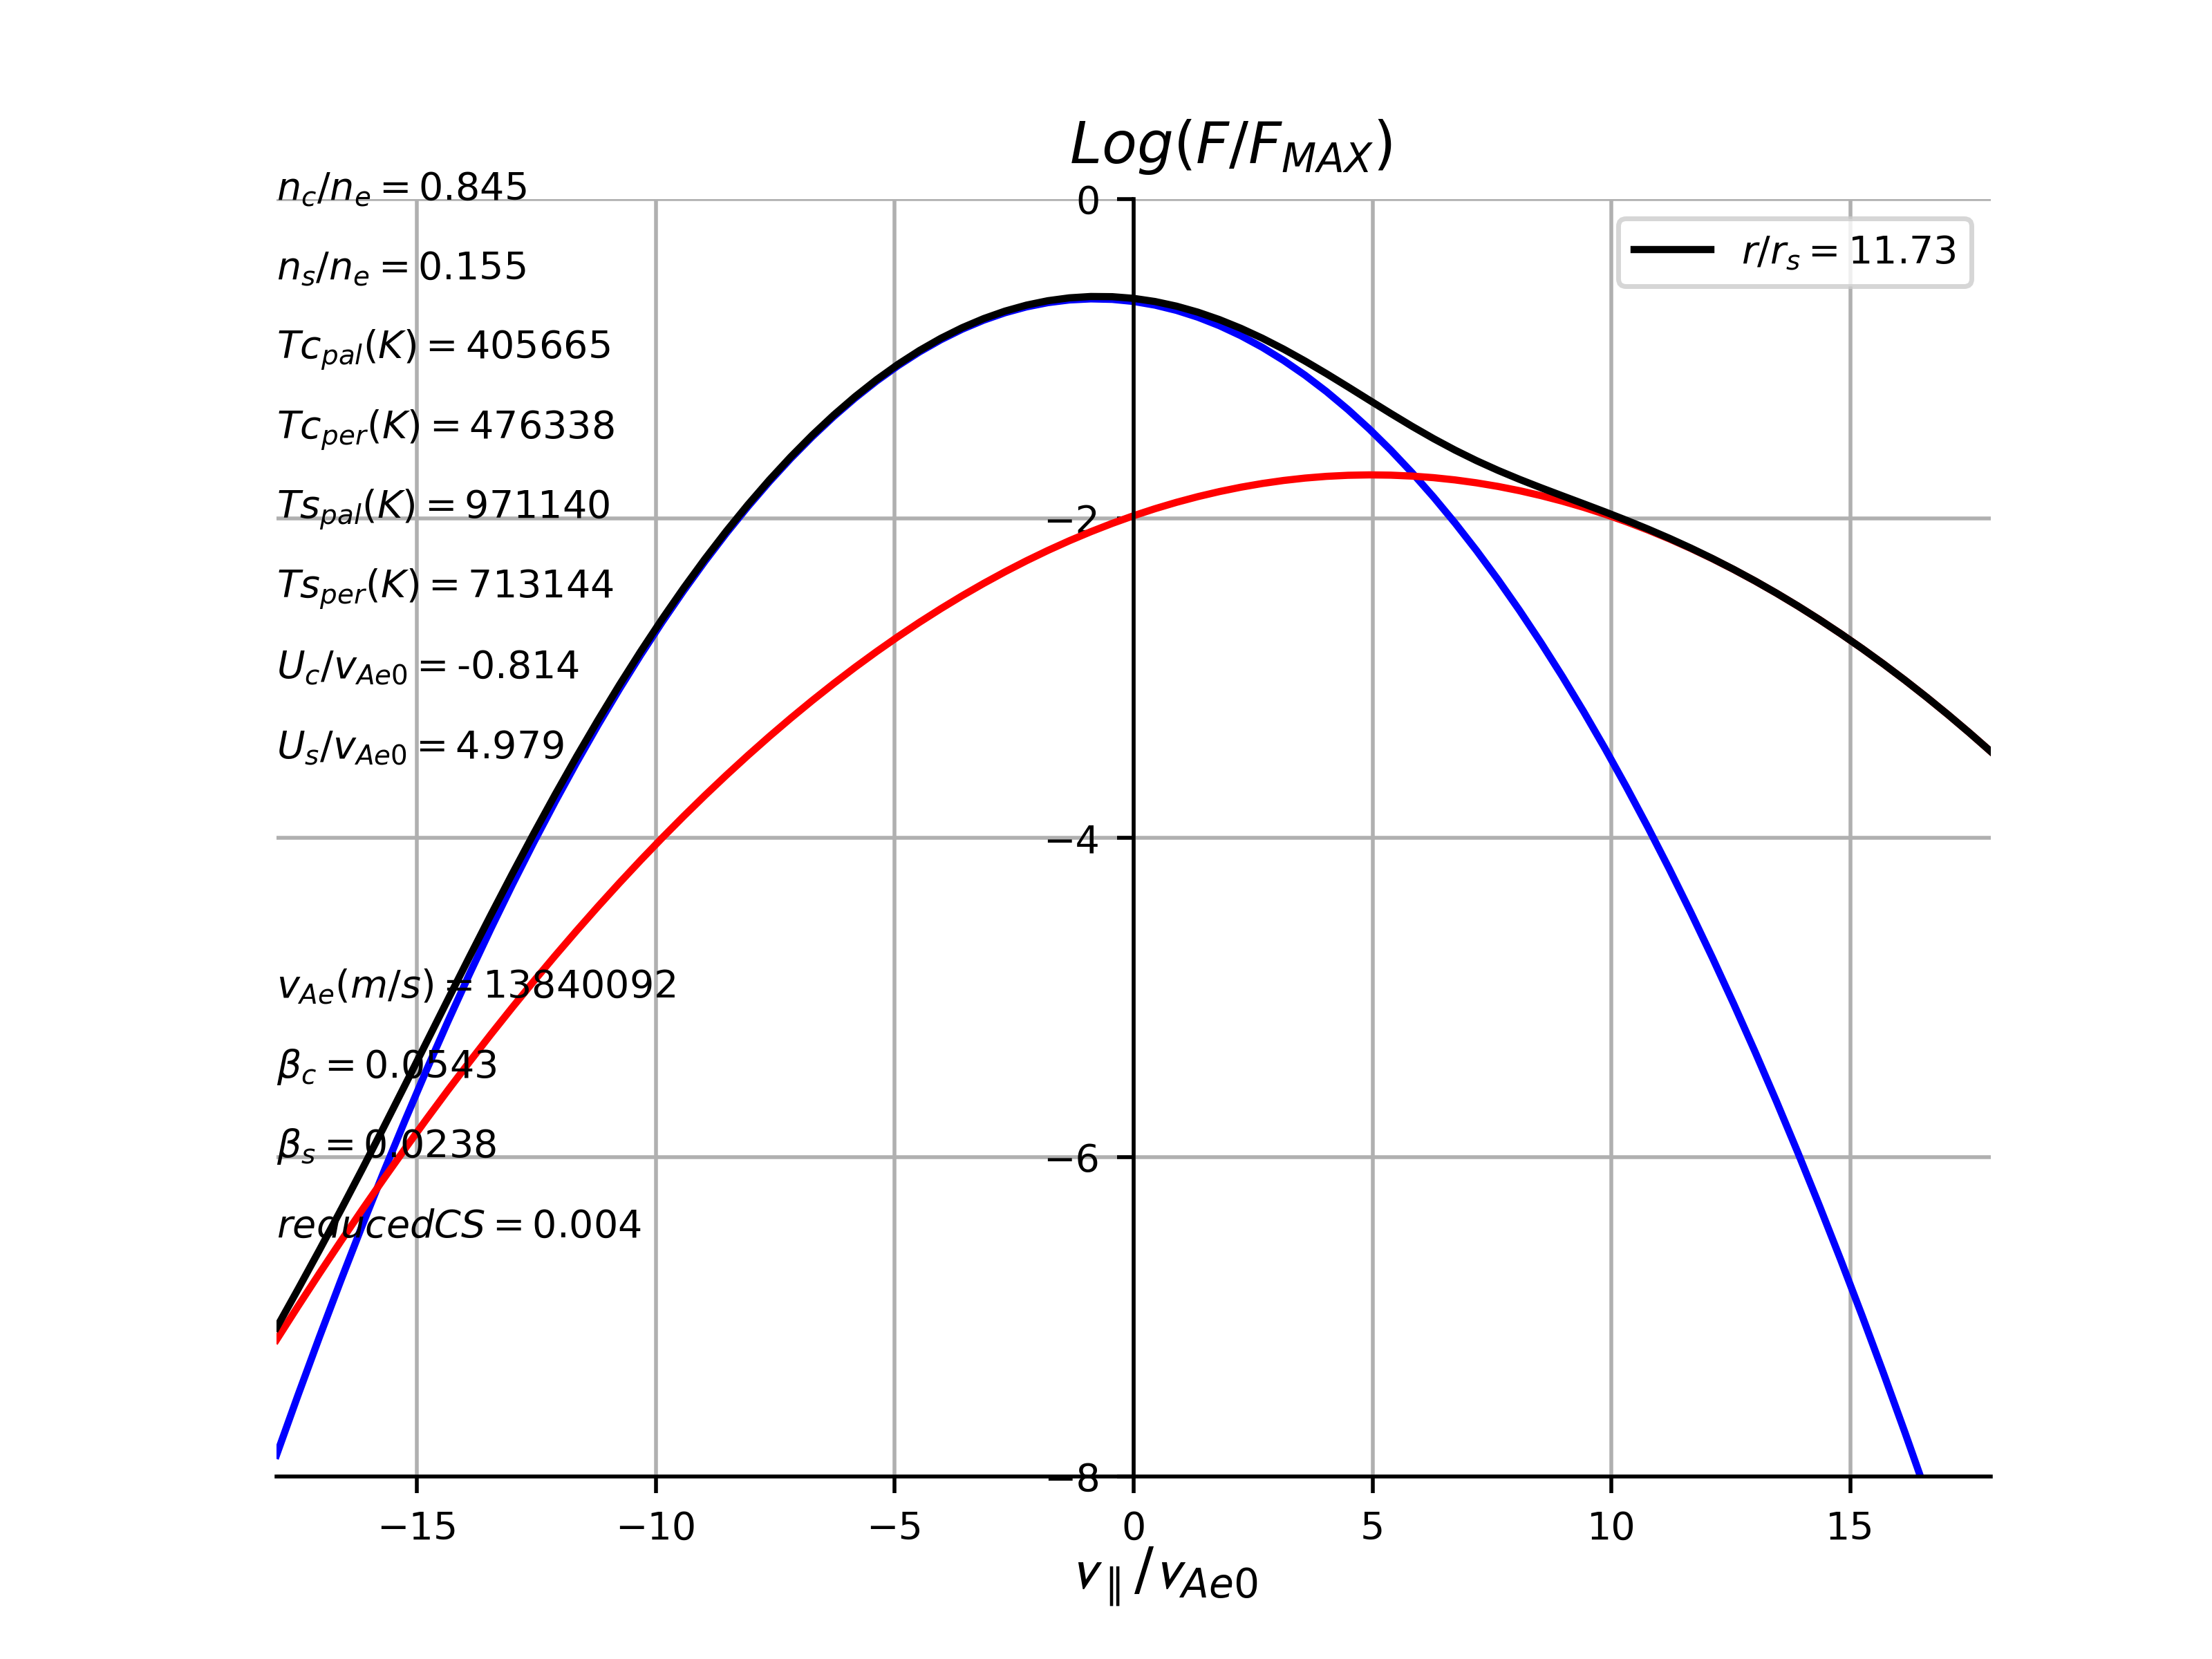 Log(F/F_MAX)
n_c/n_e = 0.845
0
r/r_s = 11.73
n_s/n_e = 0.155
Tc_pal(K) = 405665
Tc_per(K) = 476338
Ts_pal(K) = 971140
−2
Ts_per(K) = 713144
U_c/v_Ae0 = -0.814
U_s/v_Ae0 = 4.979
−4
v_Ae(m/s) = 13840092
β_c = 0.0543
β_s = 0.0238
−6
reducedCS = 0.004
−8
−15 −10 −5 0 5 10 15
v_∥/v_Ae0